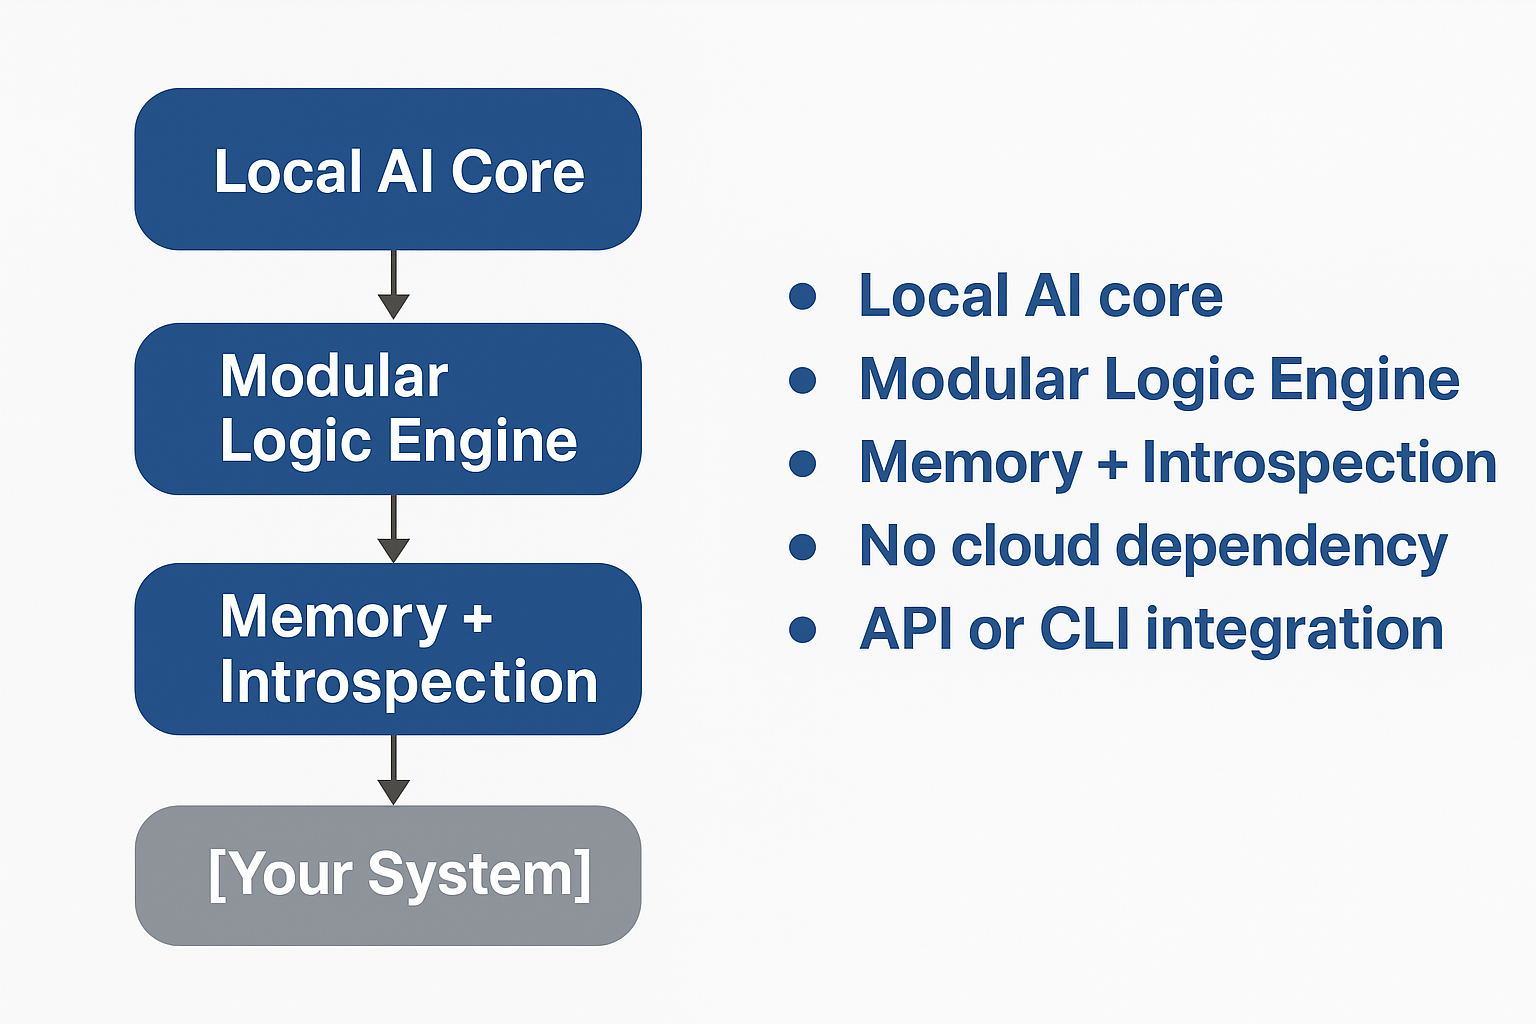 Local AI Core
Modular
Logic Engine
Memory +
Introspection
[Your System]
Local AI core
Modular Logic Engine
Memory + Introspection
No cloud dependency
API or CLI integration